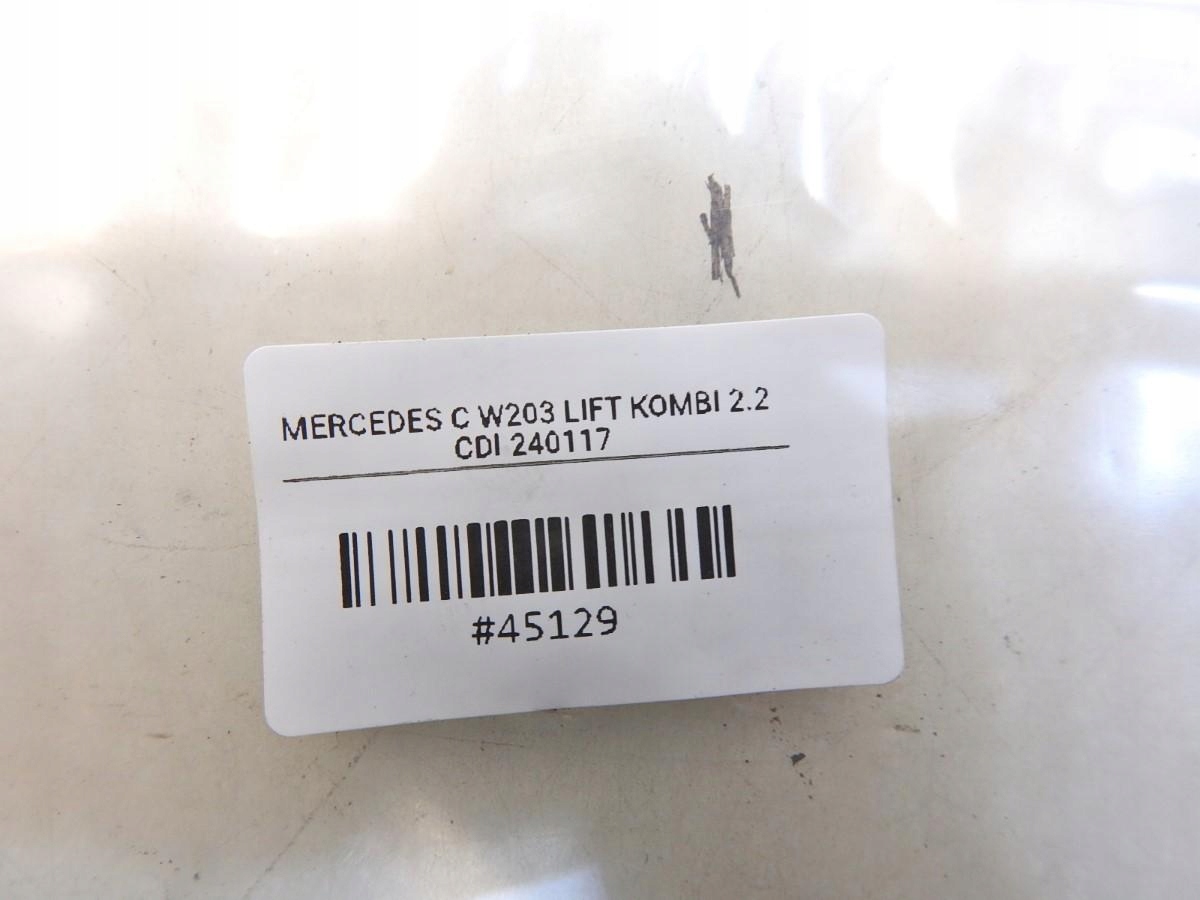 MERCEDES C W203 LIFT KOMBI 2.2
CDI 240117
#45129